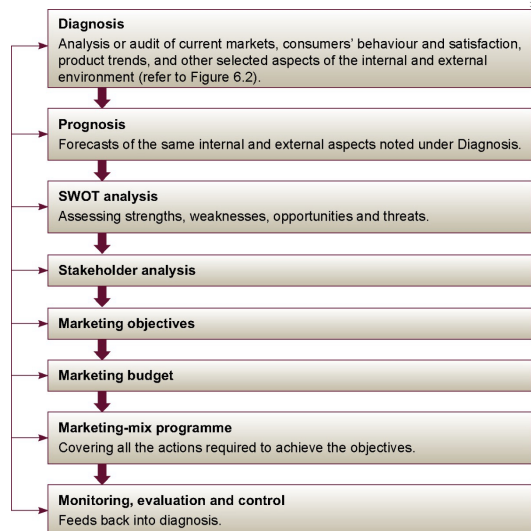 Diagnosis
Analysis or audit of current markets, consumers’ behaviour and satisfaction,
product trends, and other selected aspects of the internal and external
environment (refer to Figure 6.2).
Prognosis
Forecasts of the same internal and external aspects noted under Diagnosis.
SWOT analysis
Assessing strengths, weaknesses, opportunities and threats.
Stakeholder analysis
Marketing objectives
Marketing budget
Marketing-mix programme
Covering all the actions required to achieve the objectives.
Monitoring, evaluation and control
Feeds back into diagnosis.